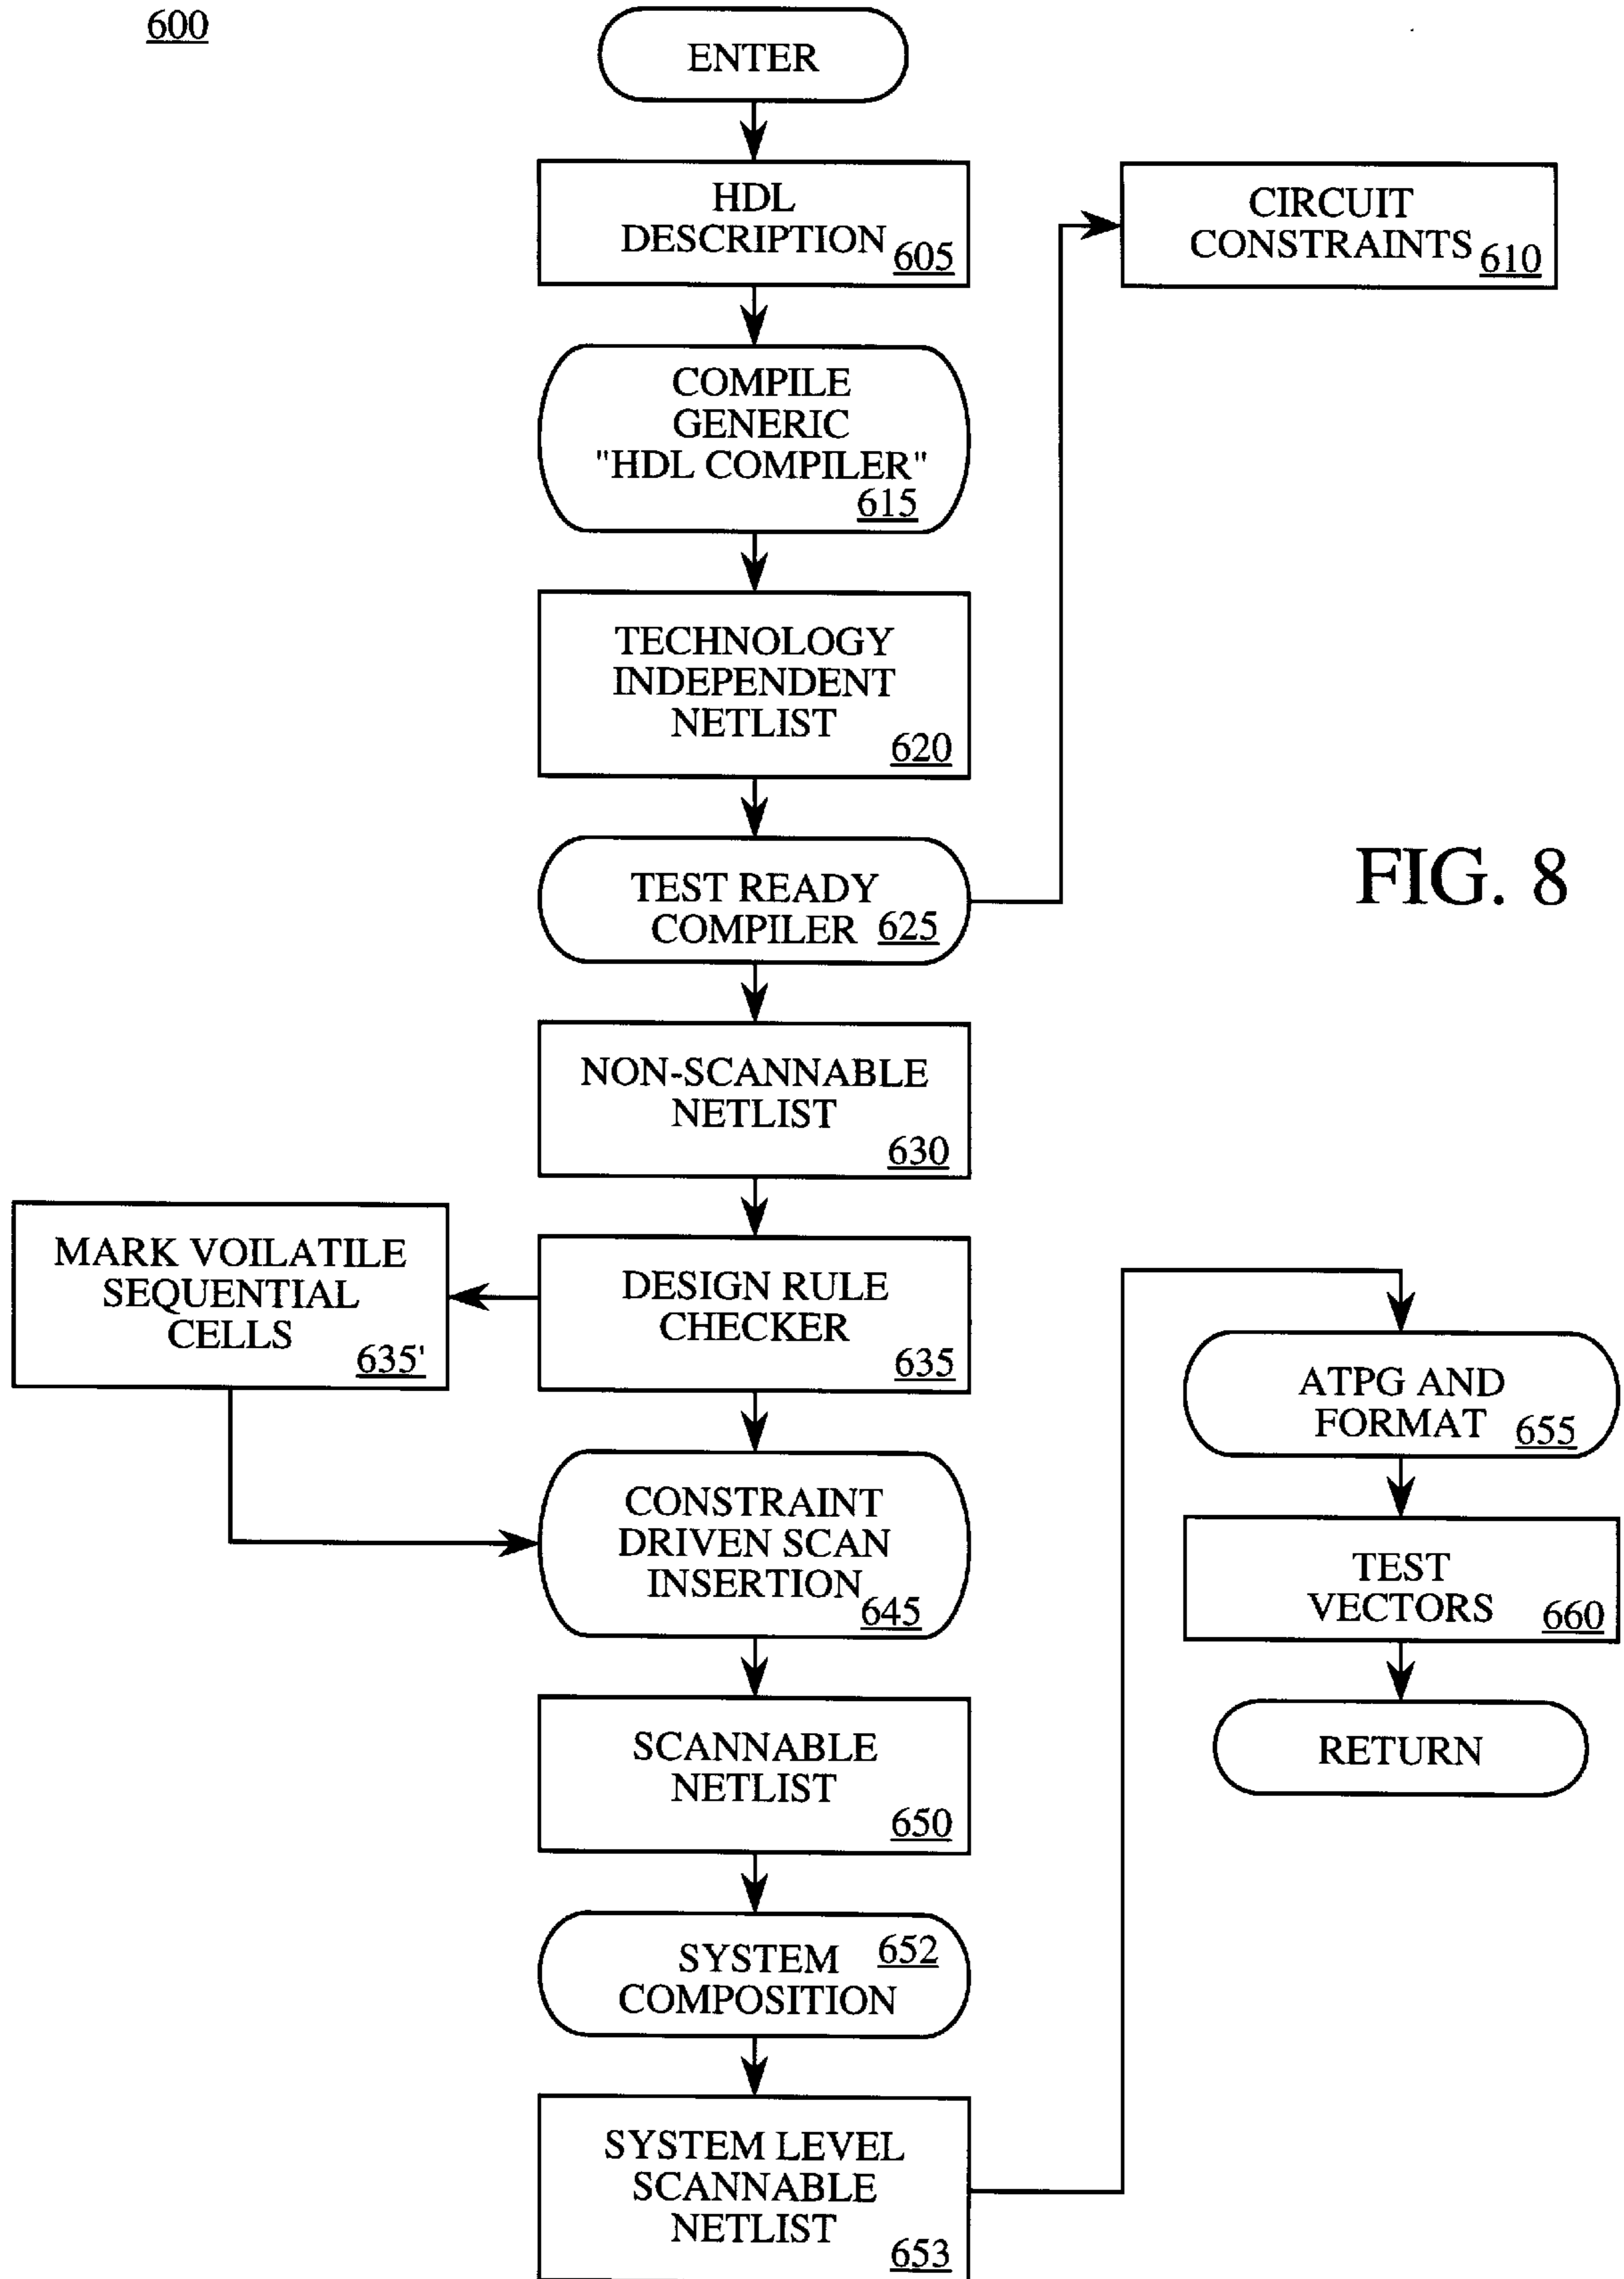 600
ENTER
HDL
DESCRIPTION
605
CIRCUIT
CONSTRAINTS
610
COMPILE
GENERIC
"HDL COMPILER"
615
TECHNOLOGY
INDEPENDENT
NETLIST
620
TEST READY
COMPILER
625
FIG. 8
NON-SCANNABLE
NETLIST
630
MARK VOILATILE
SEQUENTIAL
CELLS
635'
DESIGN RULE
CHECKER
635
CONSTRAINT
DRIVEN SCAN
INSERTION
645
SCANNABLE
NETLIST
650
SYSTEM
COMPOSITION
652
SYSTEM LEVEL
SCANNABLE
NETLIST
653
ATPG AND
FORMAT
655
TEST
VECTORS
660
RETURN